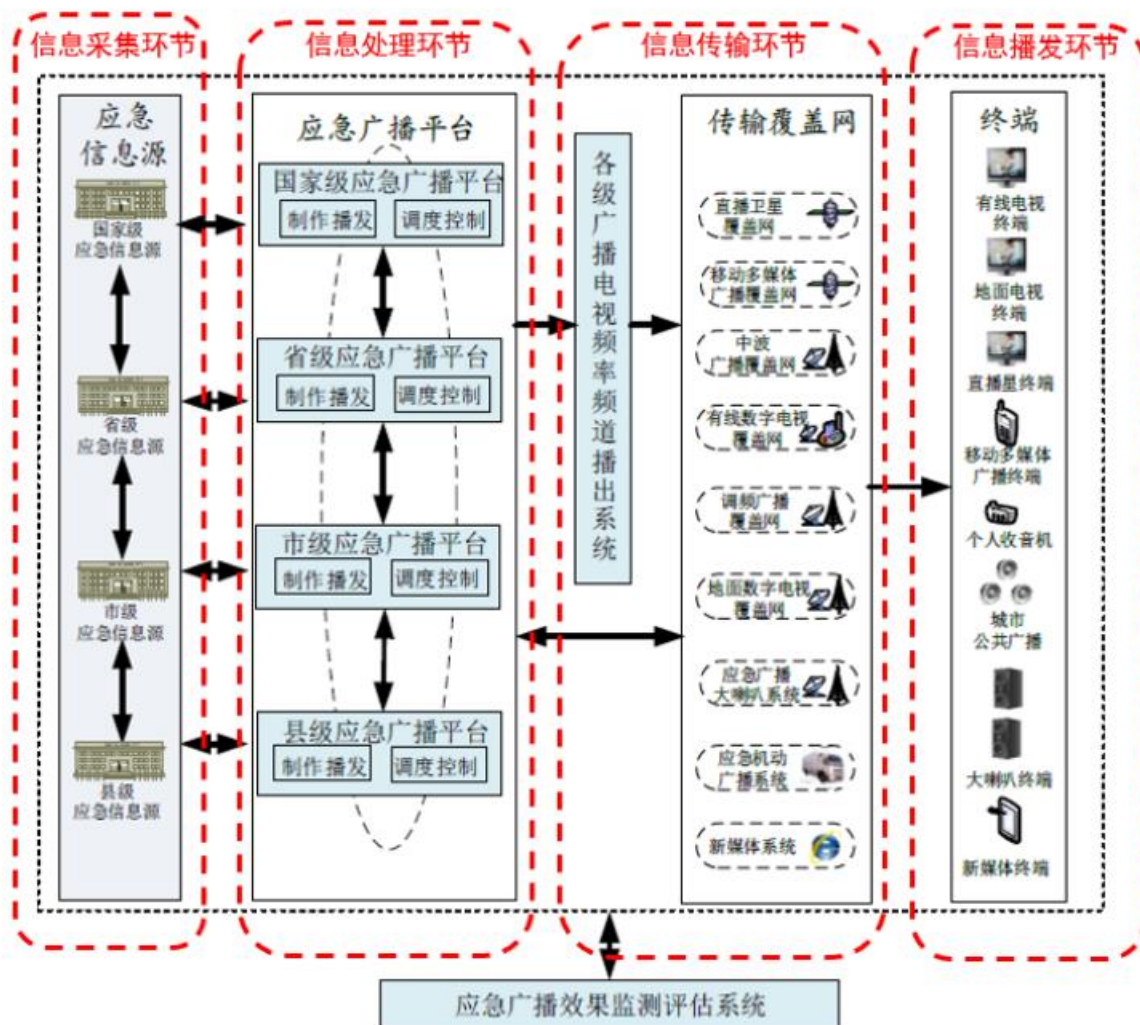 信息采集环节
信息处理环节
信息传输环节
信息播发环节
应急
信息源
国家级
应急信息源
省级
应急信息源
市级
应急信息源
县级
应急信息源
应急广播平台
国家级应急广播平台
制作播发
调度控制
省级应急广播平台
制作播发
调度控制
市级应急广播平台
制作播发
调度控制
县级应急广播平台
制作播发
调度控制
各级广播电视频率频道播出系统
传输覆盖网
直播卫星
覆盖网
移动多媒体
广播覆盖网
中波
广播覆盖网
有线数字电视
覆盖网
调频广播
覆盖网
地面数字电视
覆盖网
应急广播
大喇叭系统
应急机动
广播系统
新媒体系统
终端
有线电视
终端
地面电视
终端
直播星终端
移动多媒体
广播终端
个人收音机
城市
公共广播
大喇叭终端
新媒体终端
应急广播效果监测评估系统